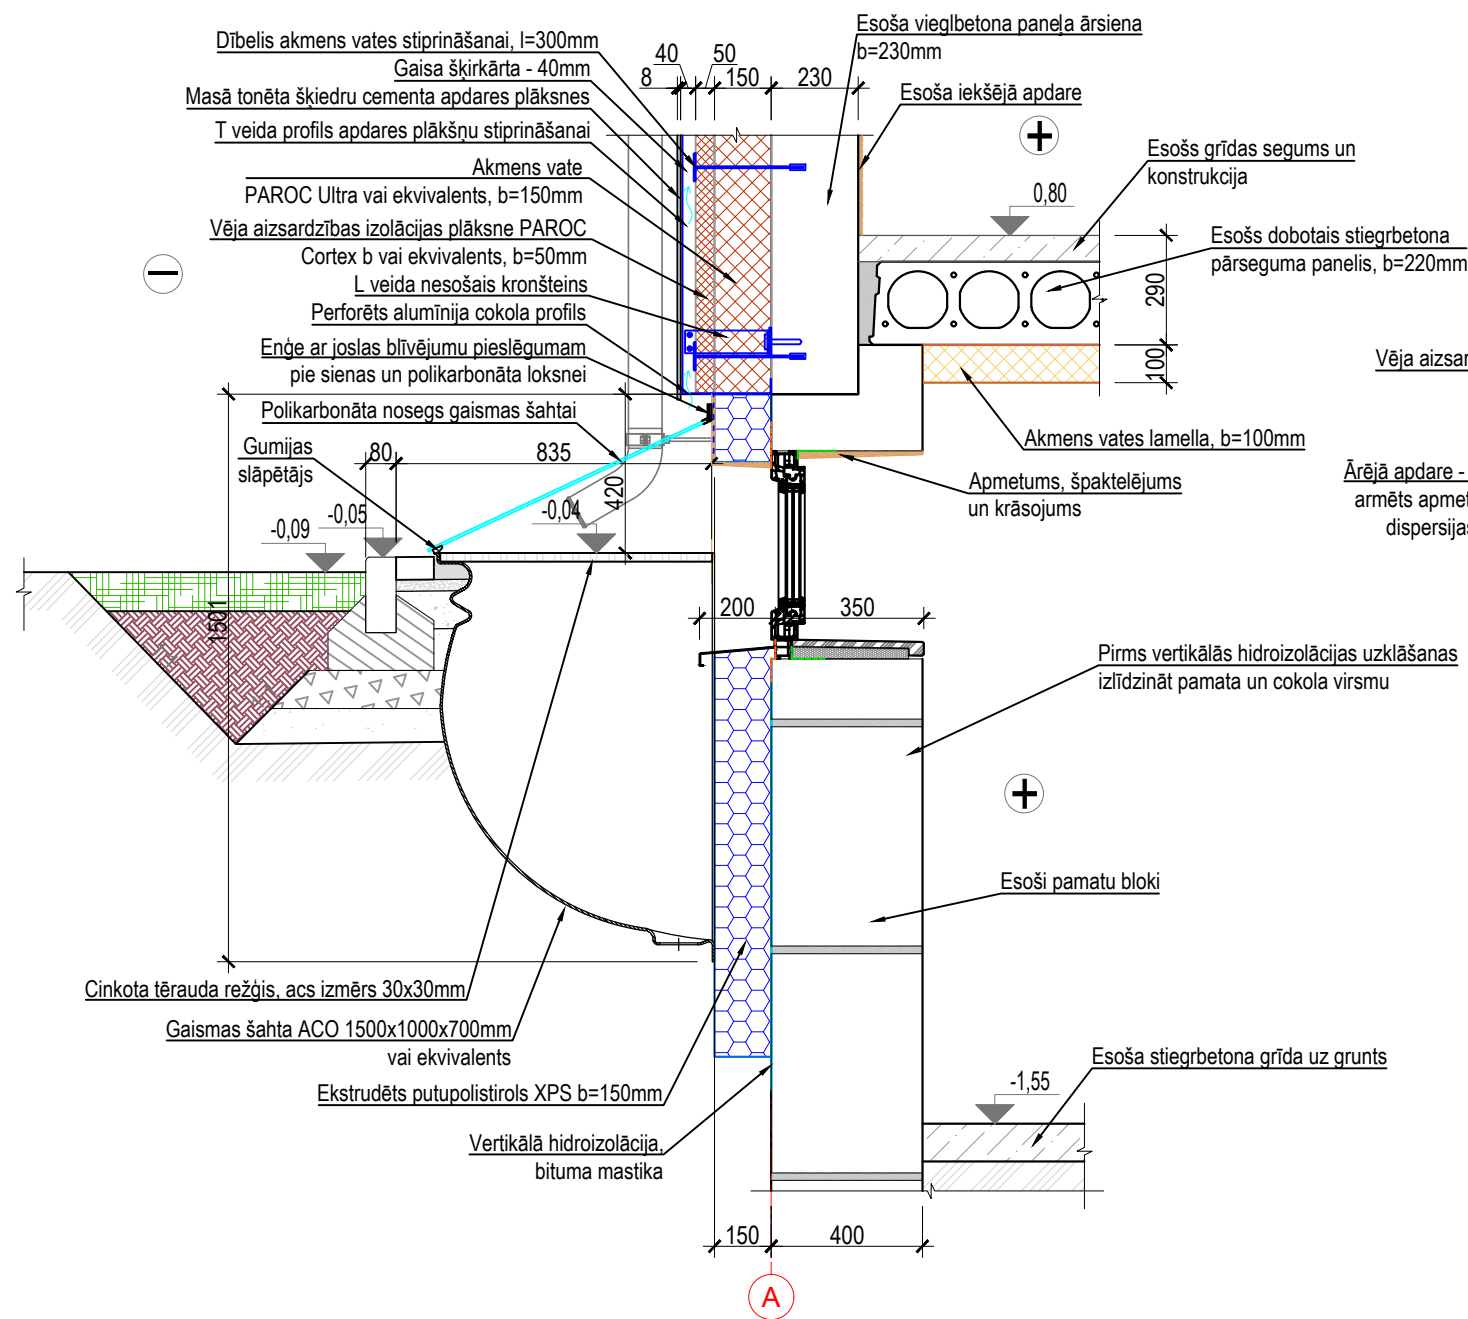 Dībelis akmens vates stiprināšanai, l=300mm
Gaisa šķirkārta - 40mm
Masā tonēta šķiedru cementa apdares plāksnes
T veida profils apdares plākšņu stiprināšanai
Akmens vate
PAROC Ultra vai ekvivalents, b=150mm
Vēja aizsardzības izolācijas plāksne PAROC
Cortex b vai ekvivalents, b=50mm
L veida nesošais kronšteins
Perforēts alumīnija cokola profils
Eņģe ar joslas blīvējumu pieslēgumam
pie sienas un polikarbonāta loksnei
Polikarbonāta nosegs gaismas šahtai
Gumijas
slāpētājs
8
40
50
150
230
Esoša vieglbetona paneļa ārsiena
b=230mm
Esoša iekšējā apdare
Esošs grīdas segums un
konstrukcija
0,80
Esošs dobotais stiegrbetona
pārseguma panelis, b=220mm
290
100
Vēja aizsar
Akmens vates lamella, b=100mm
Apmetums, špaktelējums
un krāsojums
Ārējā apdare -
armēts apmet
dispersijas
80
835
420
-0,09
-0,05
-0,04
1501
200
350
Pirms vertikālās hidroizolācijas uzklāšanas
izlīdzināt pamata un cokola virsmu
Esoši pamatu bloki
Cinkota tērauda režģis, acs izmērs 30x30mm
Gaismas šahta ACO 1500x1000x700mm
vai ekvivalents
Ekstrudēts putupolistirols XPS b=150mm
Vertikālā hidroizolācija,
bituma mastika
Esoša stiegrbetona grīda uz grunts
-1,55
150
400
A